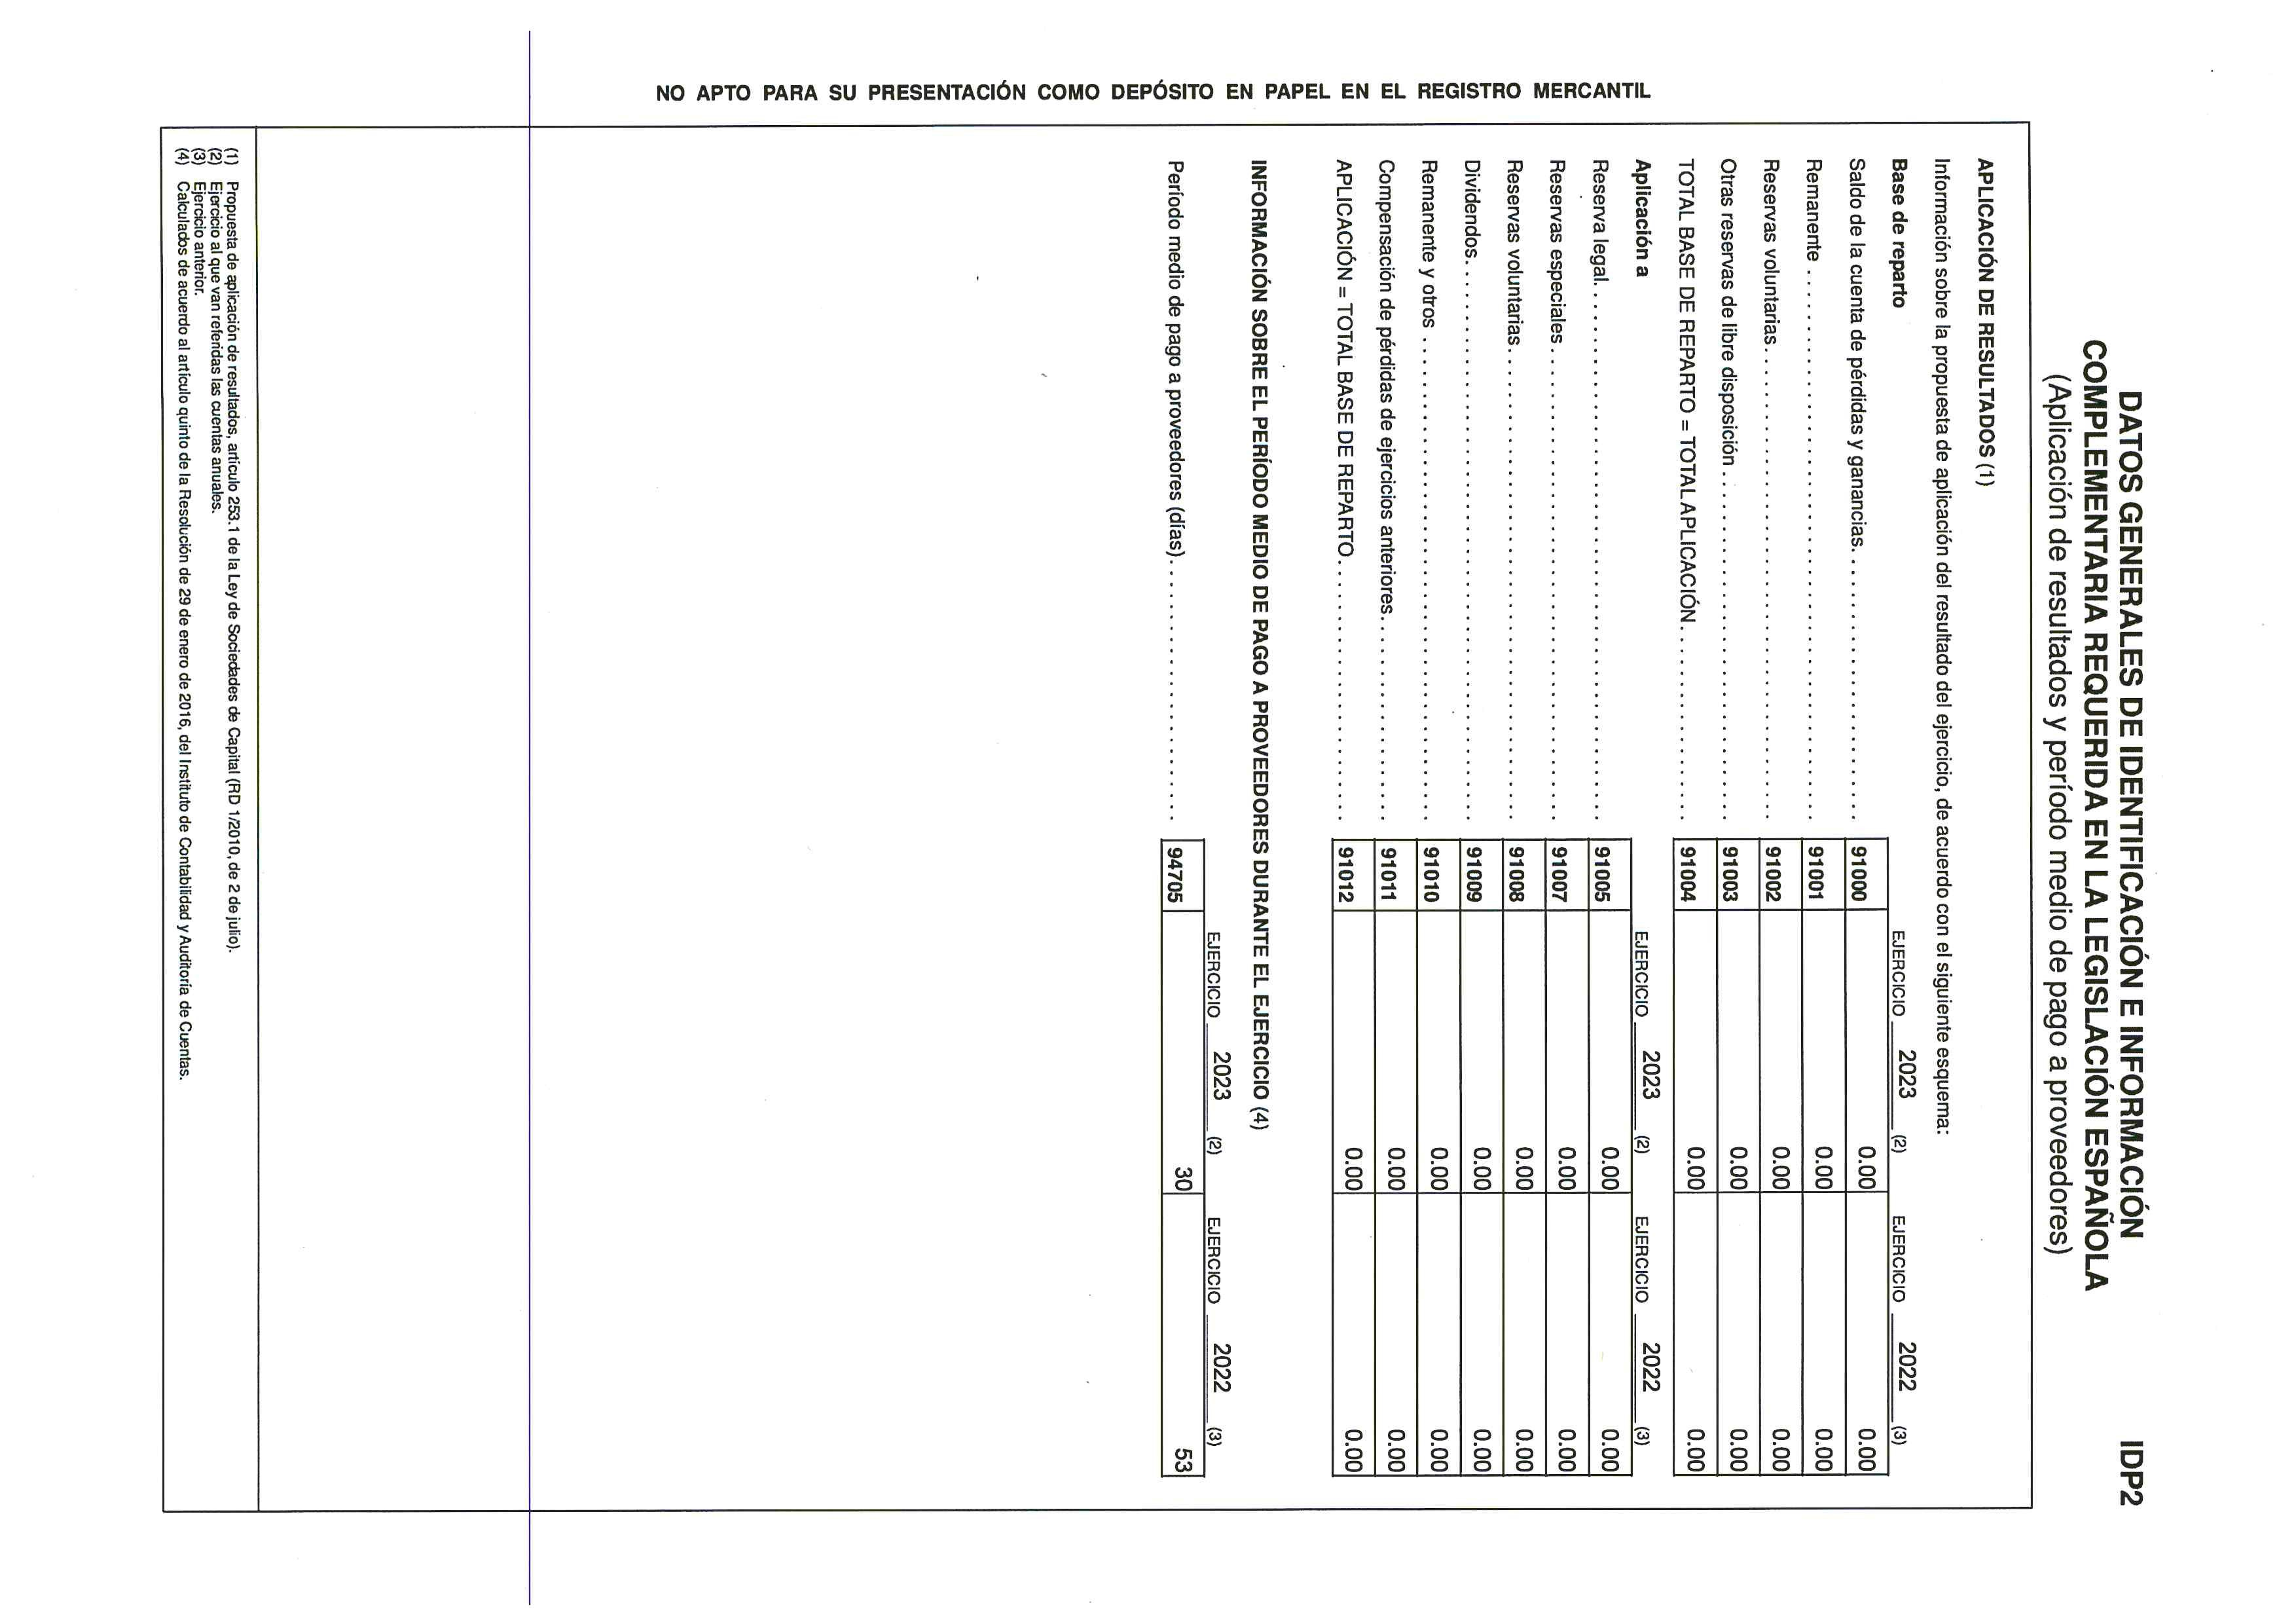 DATOS GENERALES DE IDENTIFICACIÓN E INFORMACIÓN
COMPLEMENTARIA REQUERIDA EN LA LEGISLACIÓN ESPAÑOLA
(Aplicación de resultados y período medio de pago a proveedores)
IDP2
APLICACIÓN DE RESULTADOS (1)
Información sobre la propuesta de aplicación del resultado del ejercicio, de acuerdo con el siguiente esquema:
Base de reparto EJERCICIO 2023 (2) EJERCICIO 2022 (3)
Saldo de la cuenta de pérdidas y ganancias. 91000 0.00 0.00
Remanente 91001 0.00 0.00
Reservas voluntarias. 91002 0.00 0.00
Otras reservas de libre disposición 91003 0.00 0.00
TOTAL BASE DE REPARTO = TOTAL APLICACIÓN. 91004 0.00 0.00
Aplicación a EJERCICIO 2023 (2) EJERCICIO 2022 (3)
Reserva legal. 91005 0.00 0.00
Reservas especiales. 91007 0.00 0.00
Reservas voluntarias. 91008 0.00 0.00
Dividendos. 91009 0.00 0.00
Remanente y otros 91010 0.00 0.00
Compensación de pérdidas de ejercicios anteriores. 91011 0.00 0.00
APLICACIÓN = TOTAL BASE DE REPARTO. 91012 0.00 0.00
INFORMACIÓN SOBRE EL PERÍODO MEDIO DE PAGO A PROVEEDORES DURANTE EL EJERCICIO (4)
EJERCICIO 2023 (2) EJERCICIO 2022 (3)
Período medio de pago a proveedores (días). 94705 30 53
(1) Propuesta de aplicación de resultados, artículo 253.1 de la Ley de Sociedades de Capital (RD 1/2010, de 2 de julio).
(2) Ejercicio al que van referidas las cuentas anuales.
(3) Ejercicio anterior.
(4) Calculados de acuerdo al artículo quinto de la Resolución de 29 de enero de 2016, del Instituto de Contabilidad y Auditoría de Cuentas.
NO APTO PARA SU PRESENTACIÓN COMO DEPÓSITO EN PAPEL EN EL REGISTRO MERCANTIL